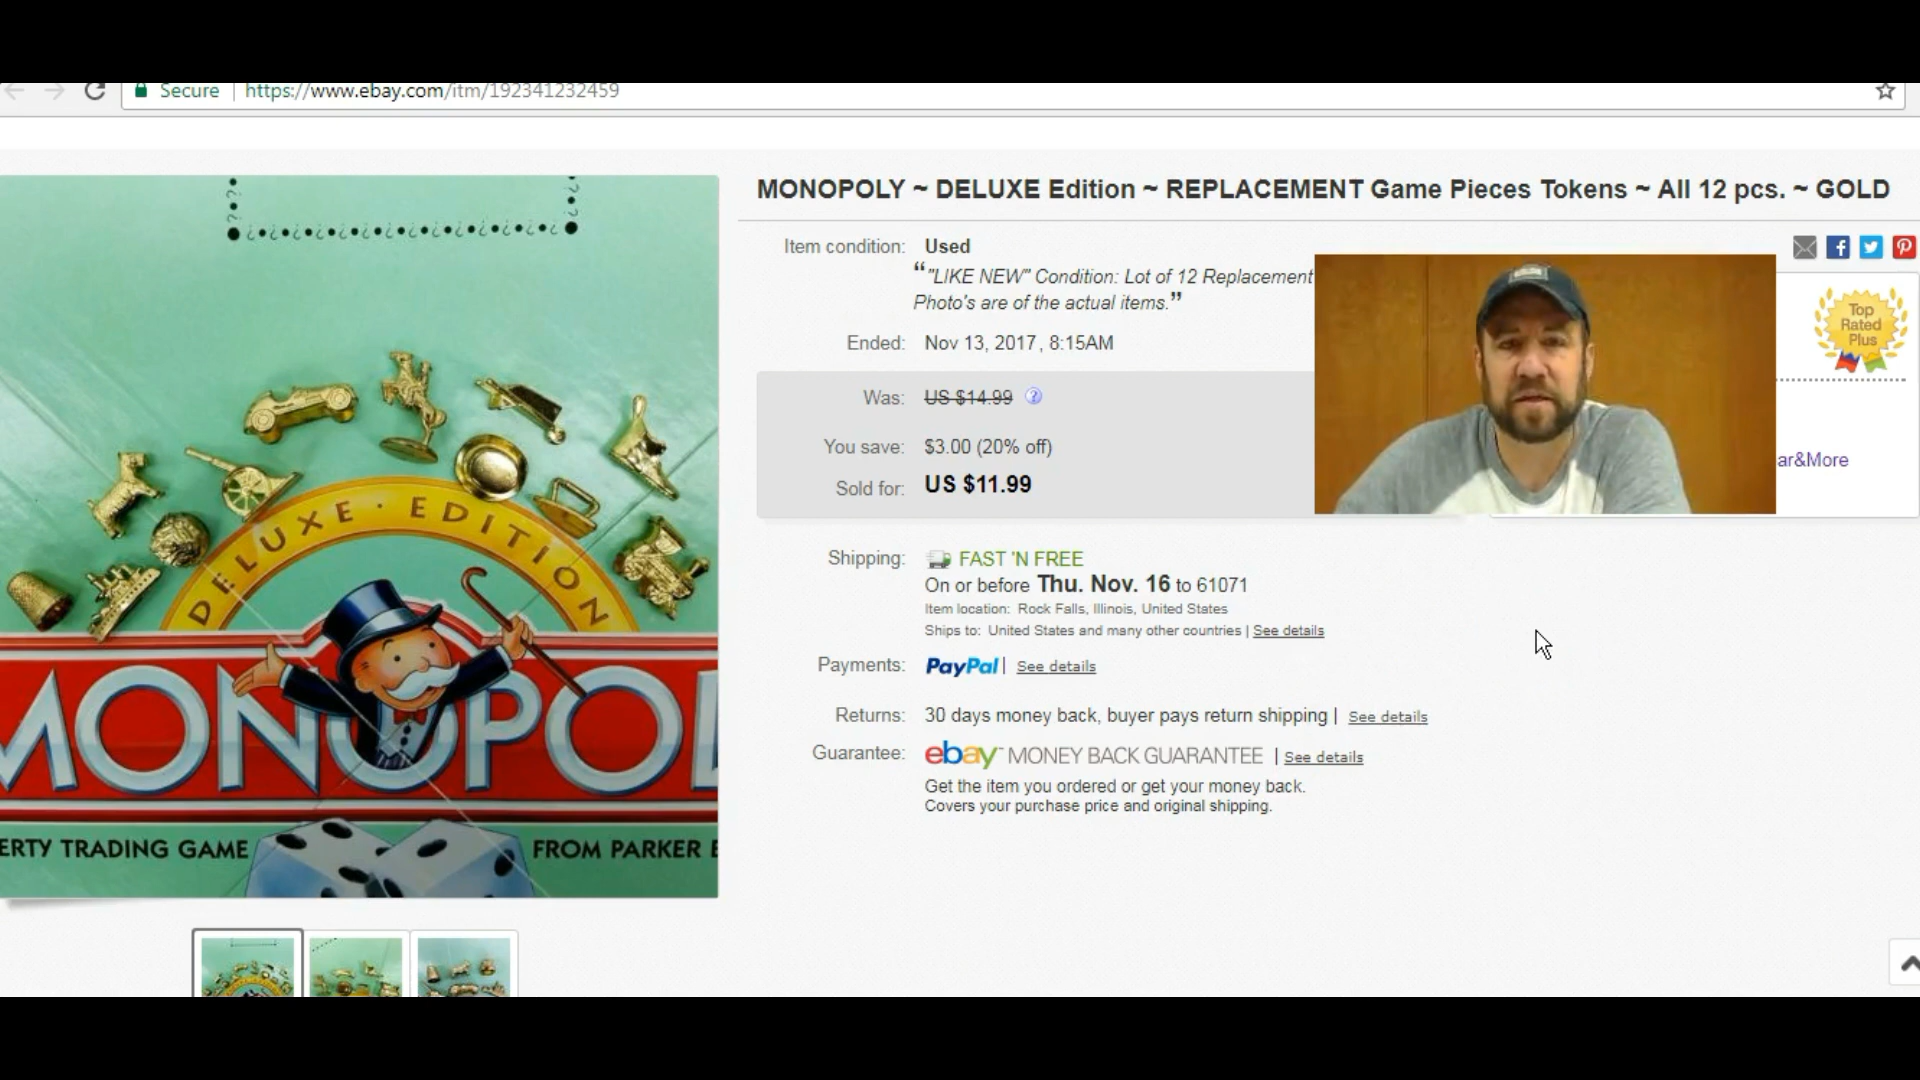 Secure https://www.ebay.com/itm/192341232459
MONOPOLY ~ DELUXE Edition ~ REPLACEMENT Game Pieces Tokens ~ All 12 pcs. ~ GOLD
Item condition: Used
“"LIKE NEW" Condition: Lot of 12 Replacement
Photo's are of the actual items.”
Ended: Nov 13, 2017 , 8:15AM
Was: US $14.99
You save: $3.00 (20% off)
Sold for: US $11.99
Top
Rated
Plus
ar&More
Shipping: FAST 'N FREE
On or before Thu. Nov. 16 to 61071
Item location: Rock Falls, Illinois, United States
Ships to: United States and many other countries | See details
Payments: PayPal | See details
Returns: 30 days money back, buyer pays return shipping | See details
Guarantee: ebay MONEY BACK GUARANTEE | See details
Get the item you ordered or get your money back.
Covers your purchase price and original shipping.
DELUXE · EDITION
MONOPOL
ERTY TRADING GAME FROM PARKER B